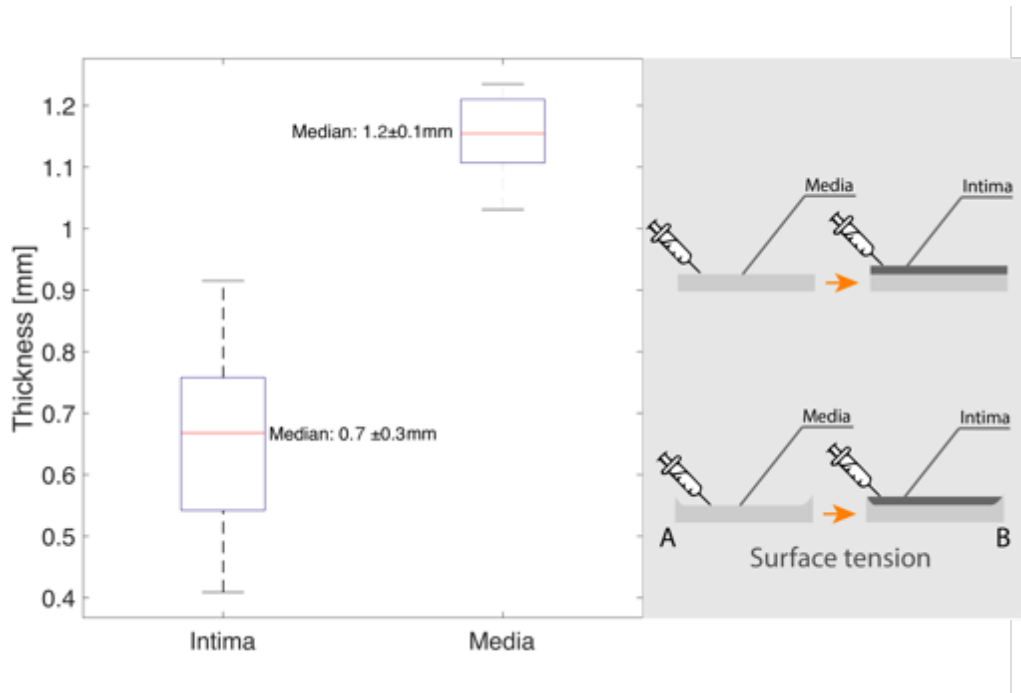 Thickness [mm]
1.2
1.1
1
0.9
0.8
0.7
0.6
0.5
0.4
Median: 1.2±0.1mm
Median: 0.7 ±0.3mm
Intima
Media
Media
Intima
Media
Intima
A
B
Surface tension